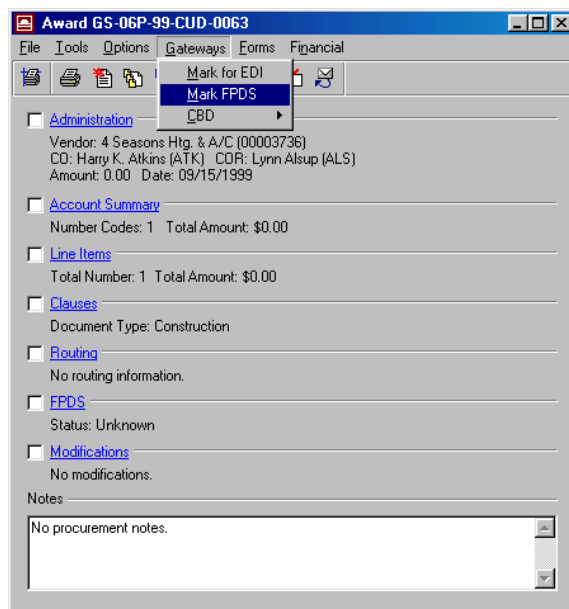 Award GS-06P-99-CUD-0063
File Tools Options Gateways Forms Financial
Mark for EDI
Mark FPDS
CBD
Administration
Vendor: 4 Seasons Htg. & A/C (00003736)
CO: Harry K. Atkins (ATK) COR: Lynn Alsup (ALS)
Amount: 0.00 Date: 09/15/1999
Account Summary
Number Codes: 1 Total Amount: $0.00
Line Items
Total Number: 1 Total Amount: $0.00
Clauses
Document Type: Construction
Routing
No routing information.
FPDS
Status: Unknown
Modifications
No modifications.
Notes
No procurement notes.